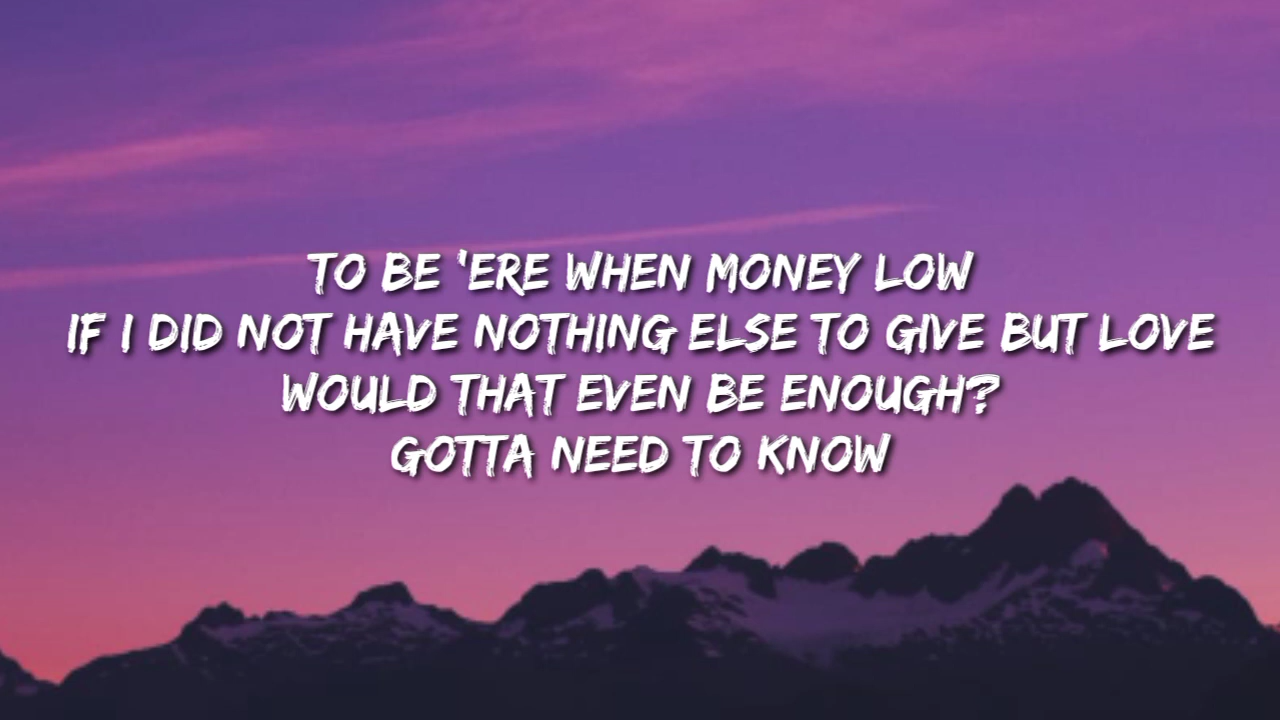 TO BE 'ERE WHEN MONEY LOW
IF I DID NOT HAVE NOTHING ELSE TO GIVE BUT LOVE
WOULD THAT EVEN BE ENOUGH?
GOTTA NEED TO KNOW